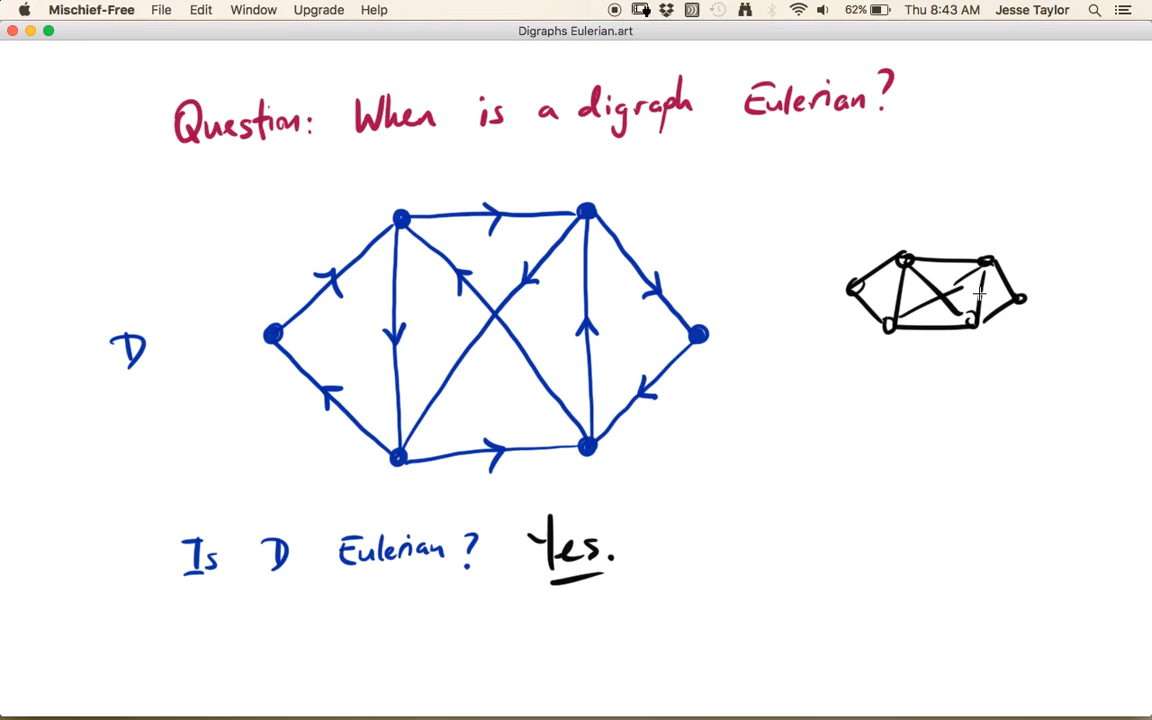 Mischief-Free File Edit Window Upgrade Help 62% Thu 8:43 AM Jesse Taylor
Digraphs Eulerian.art
Question: When is a digraph Eulerian?
D
Is D Eulerian? Yes.